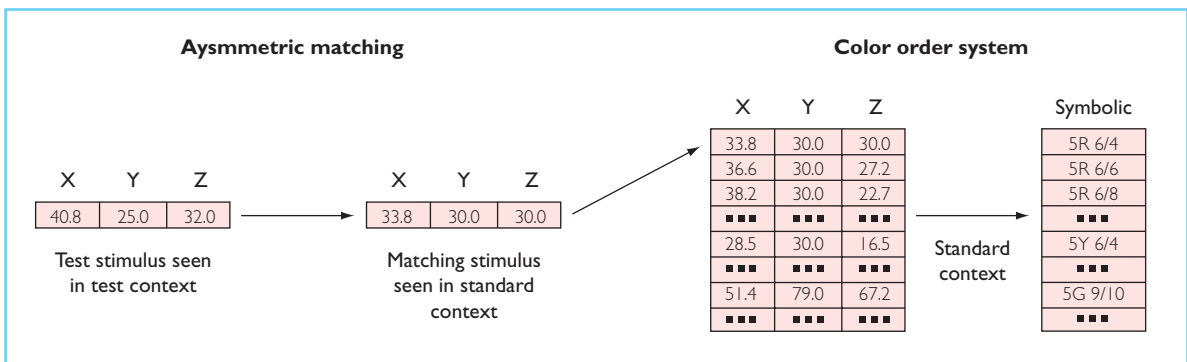 Aysmmetric matching
X Y Z
40.8 25.0 32.0
Test stimulus seen
in test context
X Y Z
33.8 30.0 30.0
Matching stimulus
seen in standard
context
Color order system
X Y Z
33.8 30.0 30.0
36.6 30.0 27.2
38.2 30.0 22.7
■■■ ■■■ ■■■
28.5 30.0 16.5
■■■ ■■■ ■■■
51.4 79.0 67.2
■■■ ■■■ ■■■
Standard
context
Symbolic
5R 6/4
5R 6/6
5R 6/8
■■■
5Y 6/4
■■■
5G 9/10
■■■